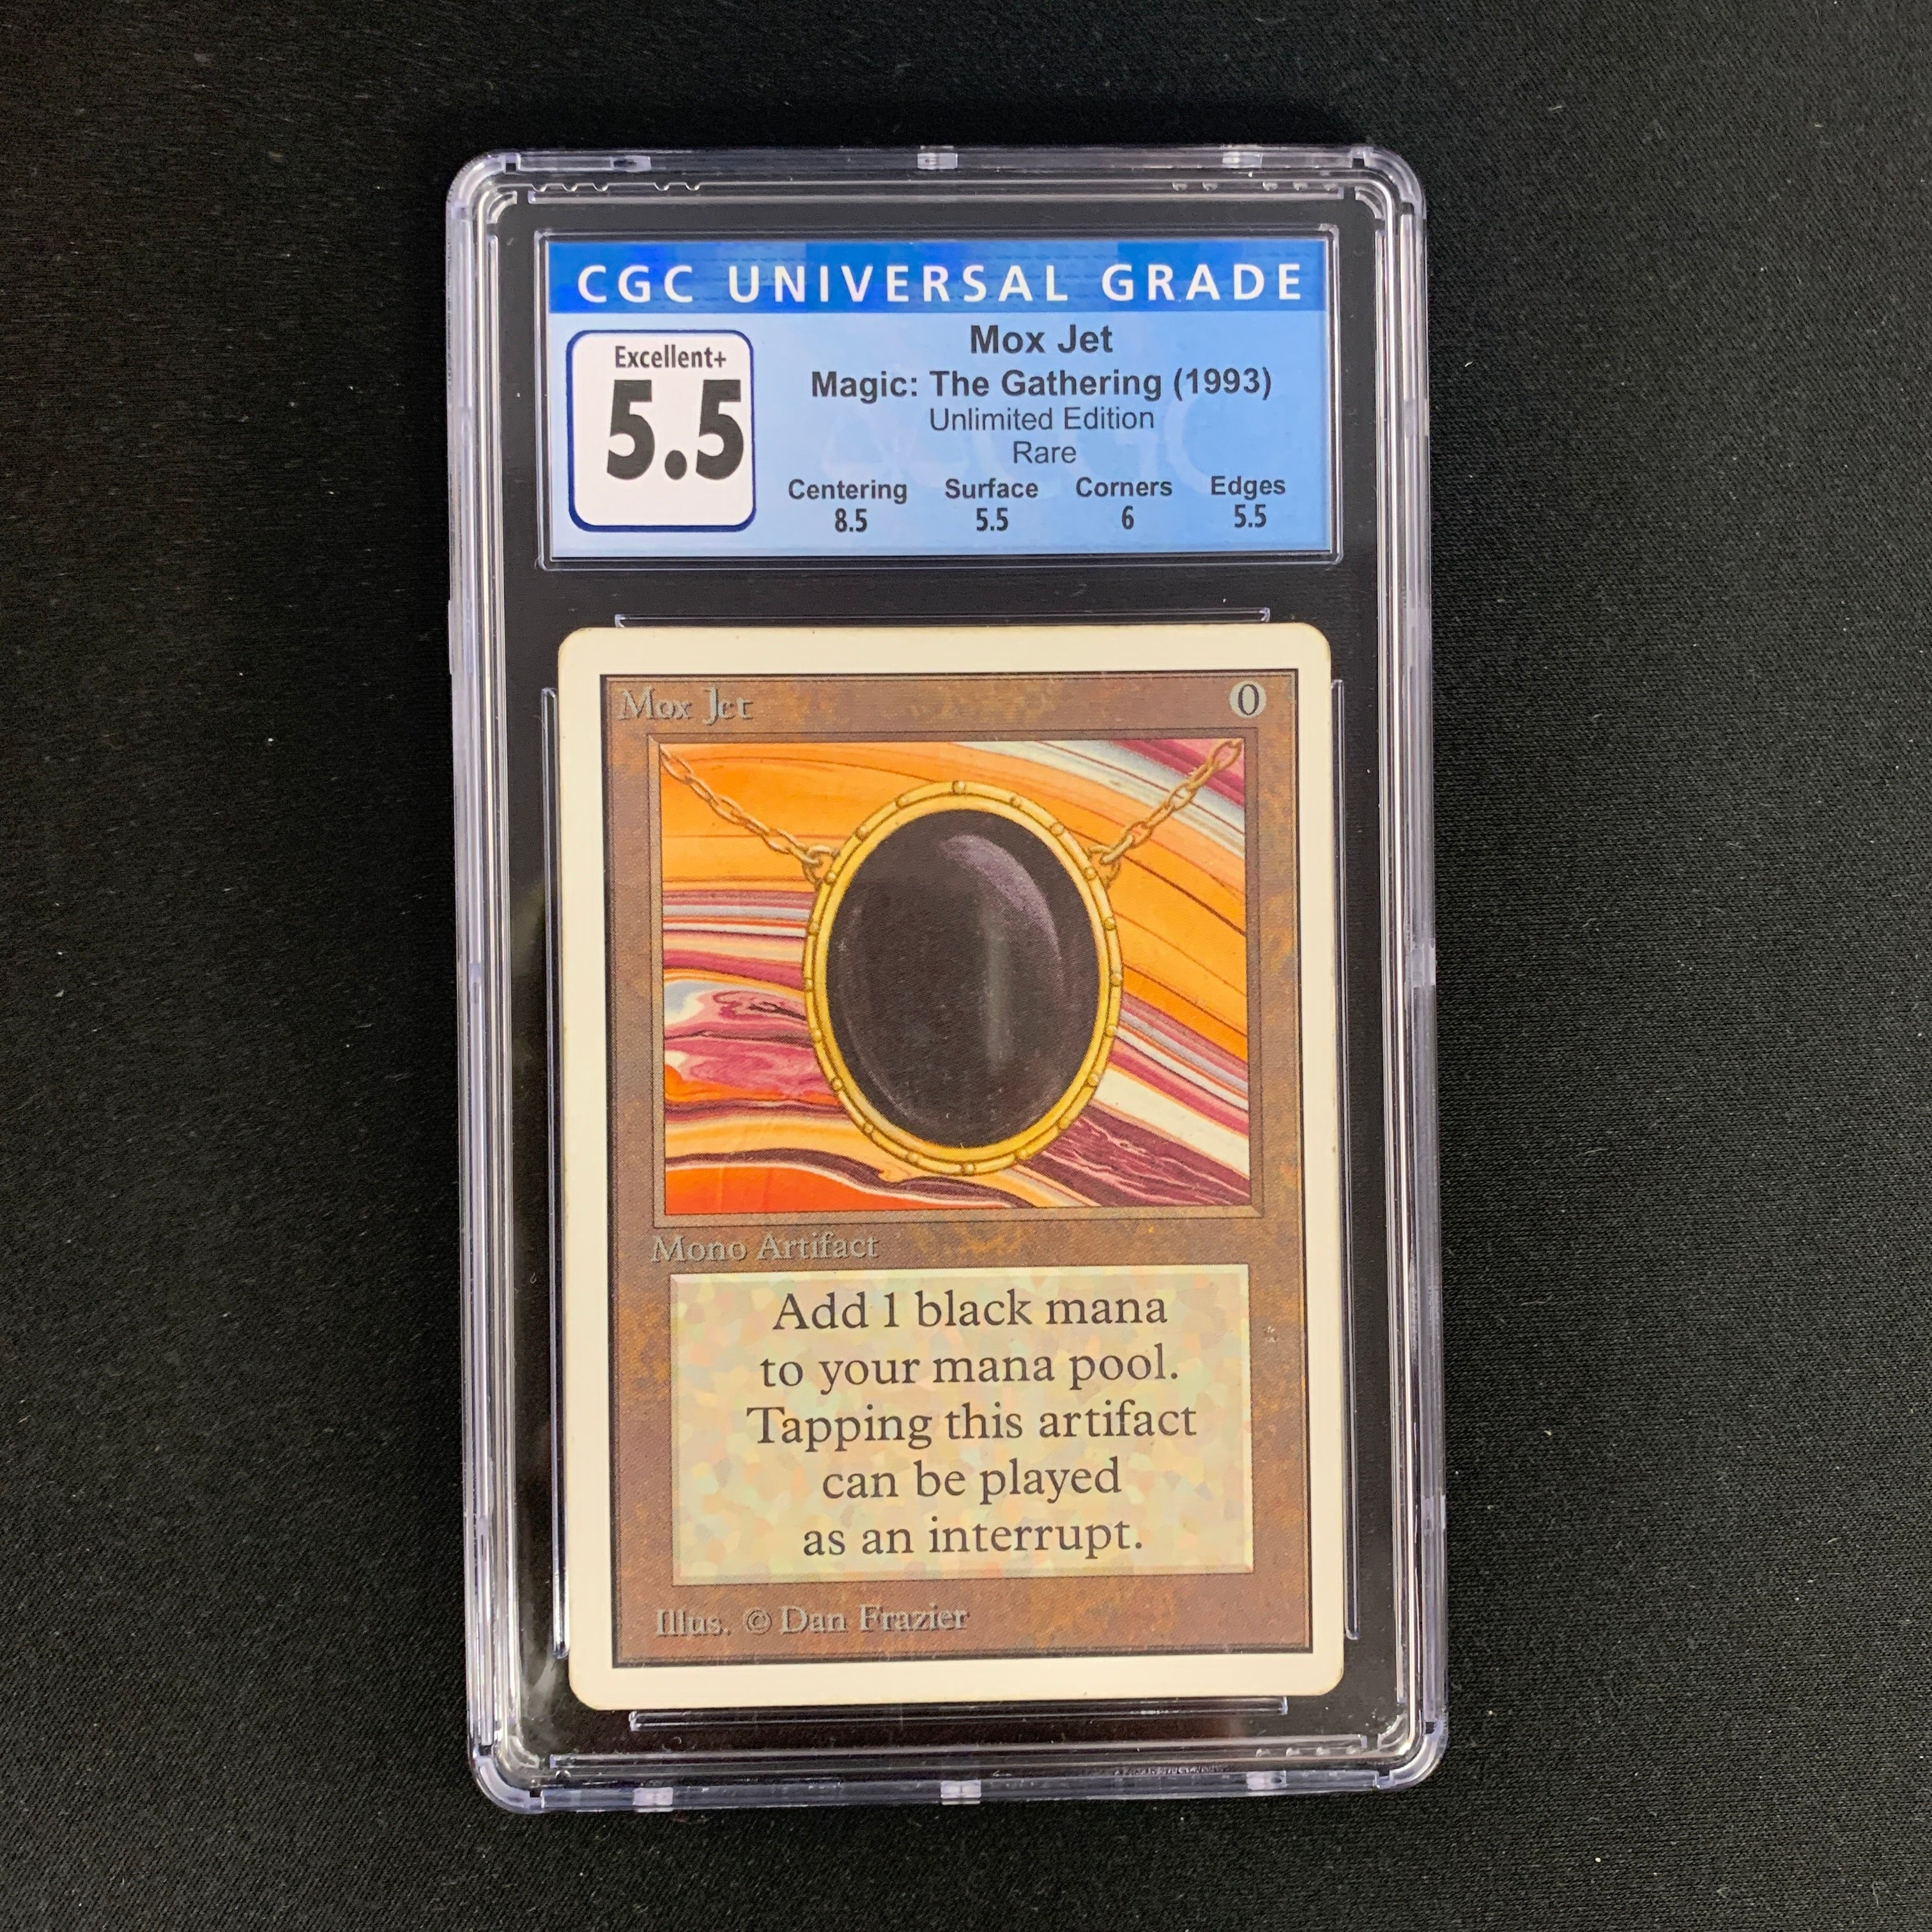 CGC UNIVERSAL GRADE
Excellent+
5.5
Mox Jet
Magic: The Gathering (1993)
Unlimited Edition
Rare
Centering Surface Corners Edges
8.5 5.5 6 5.5
Mox Jet 0
Mono Artifact
Add 1 black mana
to your mana pool.
Tapping this artifact
can be played
as an interrupt.
Illus. © Dan Frazier